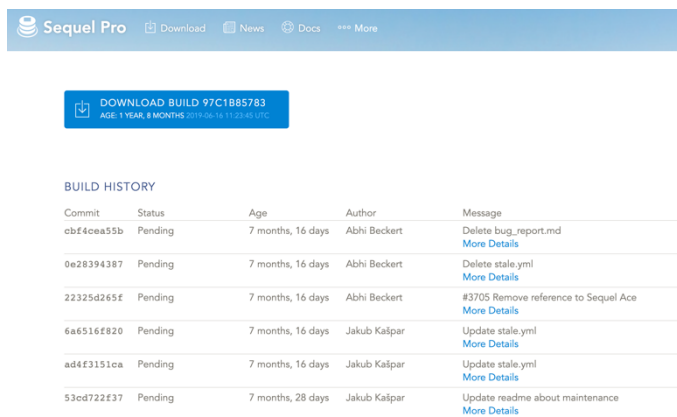 Sequel Pro Download News Docs More
DOWNLOAD BUILD 97C1B85783
AGE: 1 YEAR, 8 MONTHS 2019-06-16 11:23:45 UTC
BUILD HISTORY
Commit Status Age Author Message
cbf4cea55b Pending 7 months, 16 days Abhi Beckert Delete bug_report.md
More Details
0e28394387 Pending 7 months, 16 days Abhi Beckert Delete stale.yml
More Details
22325d265f Pending 7 months, 16 days Abhi Beckert #3705 Remove reference to Sequel Ace
More Details
6a6516f820 Pending 7 months, 16 days Jakub Kašpar Update stale.yml
More Details
ad4f3151ca Pending 7 months, 16 days Jakub Kašpar Update stale.yml
More Details
53cd722f37 Pending 7 months, 28 days Jakub Kašpar Update readme about maintenance
More Details